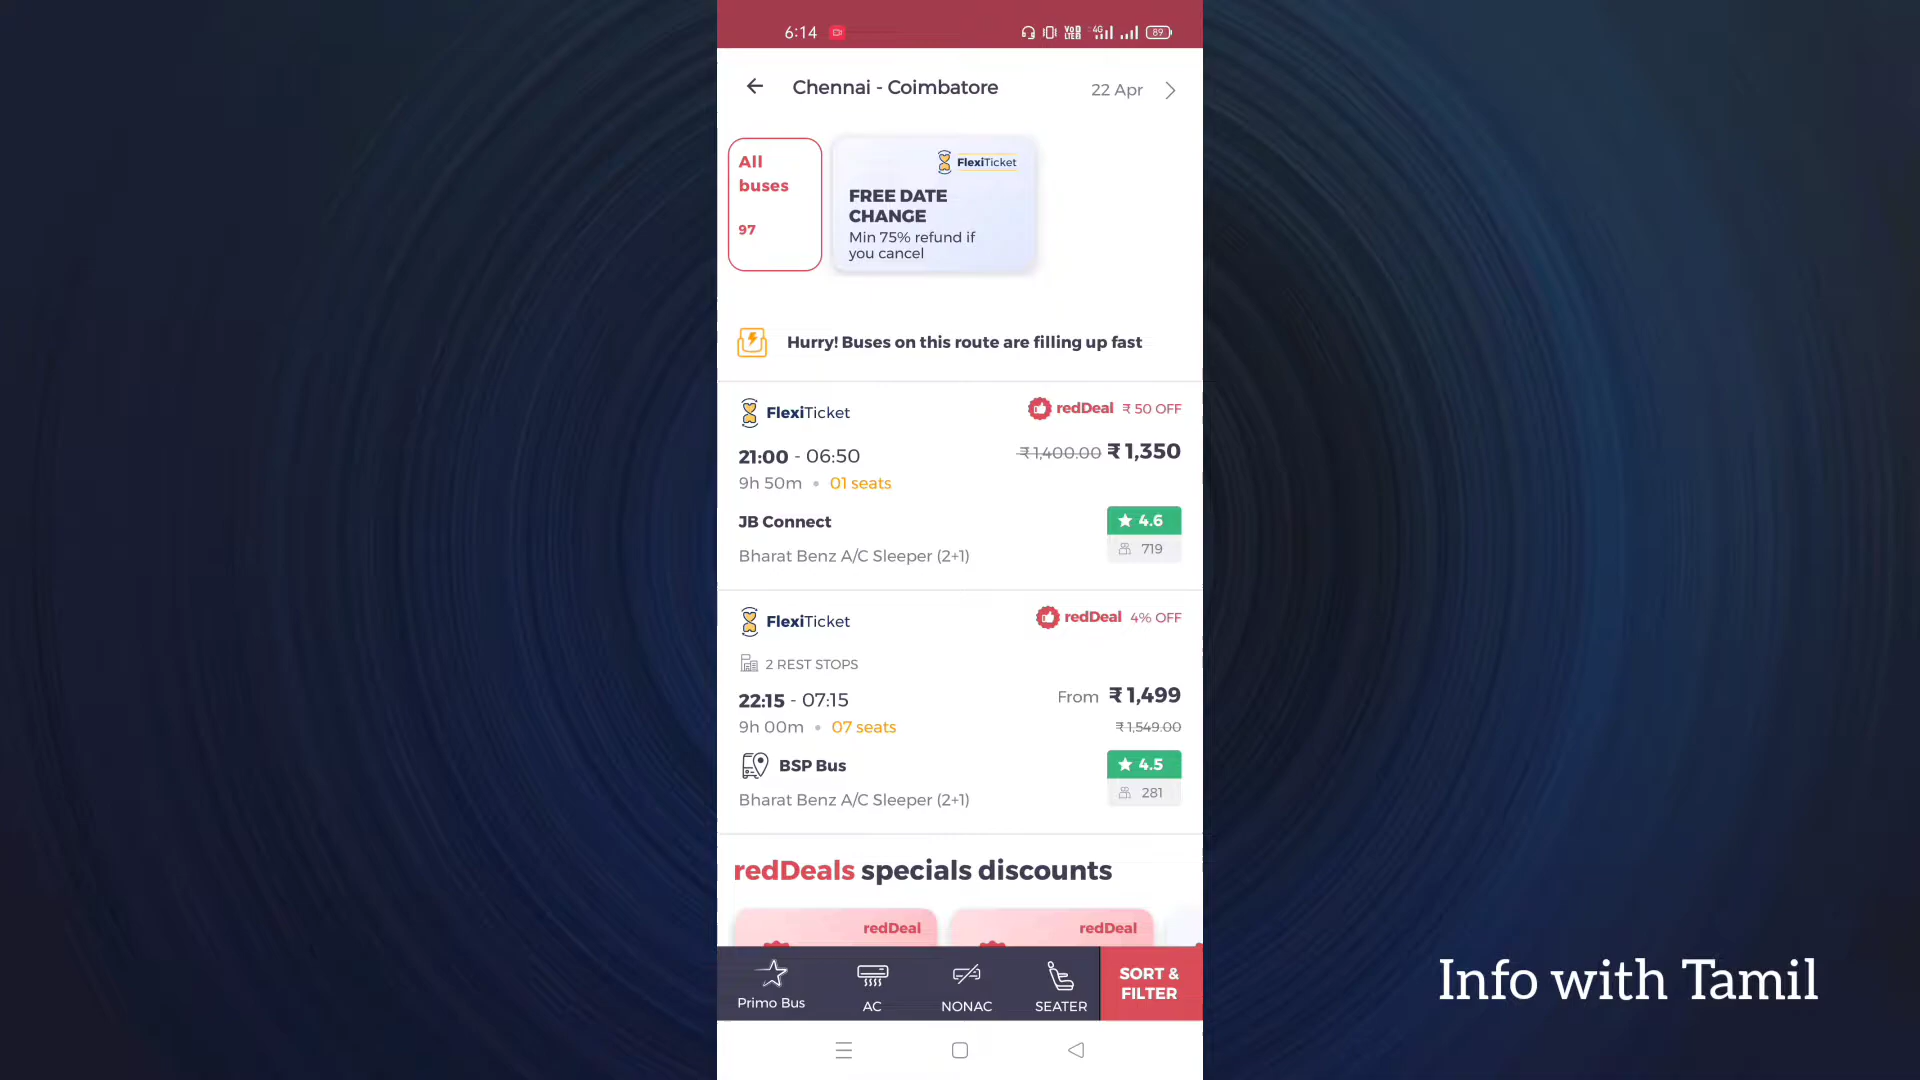 6:14
VoD LTE2 4G 89
Chennai - Coimbatore
22 Apr
All
buses
97
FlexiTicket
FREE DATE
CHANGE
Min 75% refund if
you cancel
Hurry! Buses on this route are filling up fast
FlexiTicket
redDeal ₹ 50 OFF
21:00 - 06:50
₹1,400.00 ₹1,350
9h 50m • 01 seats
JB Connect
4.6
Bharat Benz A/C Sleeper (2+1)
719
FlexiTicket
redDeal 4% OFF
2 REST STOPS
22:15 - 07:15
From ₹1,499
9h 00m • 07 seats
₹1,549.00
BSP Bus
4.5
Bharat Benz A/C Sleeper (2+1)
281
redDeals specials discounts
redDeal
redDeal
Primo Bus
AC
NONAC
SEATER
SORT &
FILTER
Info with Tamil